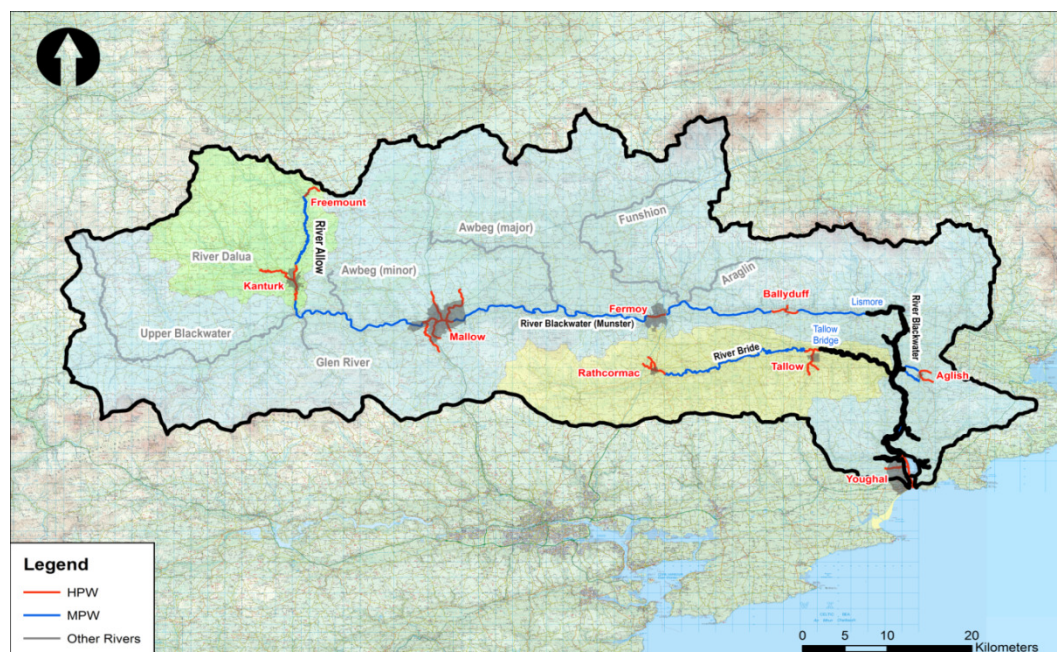 Freemount
River Allow
River Dalua
Kanturk
Awbeg (minor)
Awbeg (major)
Funshion
Araglin
Upper Blackwater
Glen River
Mallow
River Blackwater (Munster)
Fermoy
Ballyduff
Lismore
River Blackwater
Tallow
Bridge
River Bride
Rathcormac
Tallow
Aglish
Youghal
Legend
HPW
MPW
Other Rivers
0 5 10 20
Kilometers